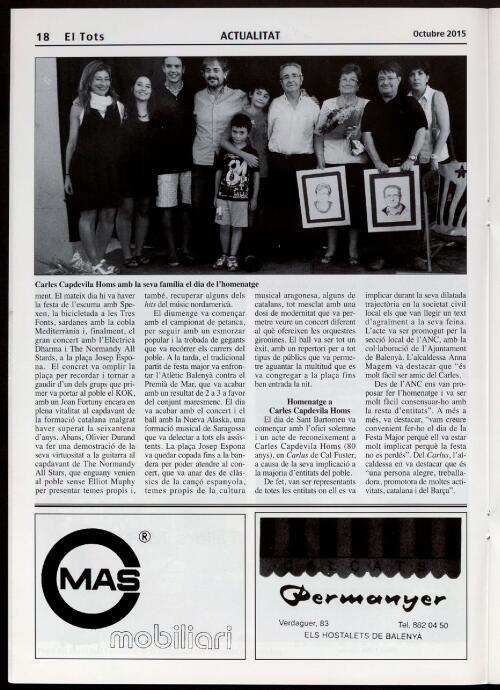 18 El Tots
ACTUALITAT
Octubre 2015
Carles Capdevila Homs amb la seva família el dia de l'homenatge
ment. El mateix dia hi va haver
la festa de l'escuma amb Spe-
xen, la bicicletada a les Tres
Fonts, sardanes amb la cobla
Mediterrània i, finalment, el
gran concert amb l'Elèctrica
Dharma i The Normandy All
Stards, a la plaça Josep Espo-
na. El concret va omplir la
plaça per recordar i tornar a
gaudir d'un dels grups que pri-
mer va portar al poble el KOK,
amb un Joan Fortuny encara en
plena vitalitat al capdavant de
la formació catalana malgrat
haver superat la seixantena
d'anys. Abans, Olivier Durand
va fer una demostració de la
seva virtuositat a la guitarra al
capdavant de The Normandy
All Stars, que enguany venien
al poble sense Elliot Muphy
per presentar temes propis i,
també, recuperar alguns dels
hits del músic nordamericà.
El diumenge va començar
amb el campionat de petanca,
per seguir amb un esmorzar
popular i la trobada de gegants
que va recórrer els carrers del
poble. A la tarda, el tradicional
partit de festa major va enfron-
tar l'Atlètic Balenyà contra el
Premià de Mar, que va acabar
amb un resultat de 2 a 3 a favor
del conjunt maresmenc. El dia
va acabar amb el concert i el
ball amb la Nueva Alaska, una
formació musical de Saragossa
que va delectar a tots els assis-
tents. La plaça Josep Espona
va quedar copada fins a la ban-
dera per poder atendre al con-
cert, que va anar des de clàs-
sics de la cançó espanyola,
temes propis de la cultura
musical aragonesa, alguns de
catalans, tot mesclat amb una
dosi de modernitat que va per-
metre veure un concert diferent
al què ofereixen les orquestres
gironines. El ball va ser tot un
èxit, amb un repertori per a tot
tipus de públics que va perme-
tre aguantar la multitud que es
va congregar a la plaça fins
ben entrada la nit.
Homenatge a
Carles Capdevila Homs
El dia de Sant Bartomeu va
començar amb l'ofici solemne
i un acte de reconeixement a
Carles Capdevila Homs (80
anys), en Carlus de Cal Fuster,
a causa de la seva implicació a
la majoria d'entitats del poble.
De fet, van ser representants
de totes les entitats on ell es va
implicar durant la seva dilatada
trajectòria en la societat civil
local els que van llegir un text
d'agraïment a la seva feina.
L'acte va ser promogut per la
secció local de l'ANC, amb la
col·laboració de l'Ajuntament
de Balenyà. L'alcaldessa Anna
Magem va destacar que "és
molt fàcil ser amic del Carles.
Des de l'ANC ens van pro-
posar fer l'homenatge i va ser
molt fàcil consensuar-ho amb
la resta d'entitats". A més a
més, va destacar, "vam creure
convenient fer-ho el dia de la
Festa Major perquè ell va estar
molt implicat perquè la festa
no es perdés". Del Carlus, l'al-
caldessa en va destacar que és
"una persona alegre, treballa-
dora, promotora de moltes acti-
vitats, catalana i del Barça".
MAS
®
mobiliari
CALÇATS
Permanyer
Verdaguer, 83
Tel. 882 04 50
ELS HOSTALETS DE BALENYÀ